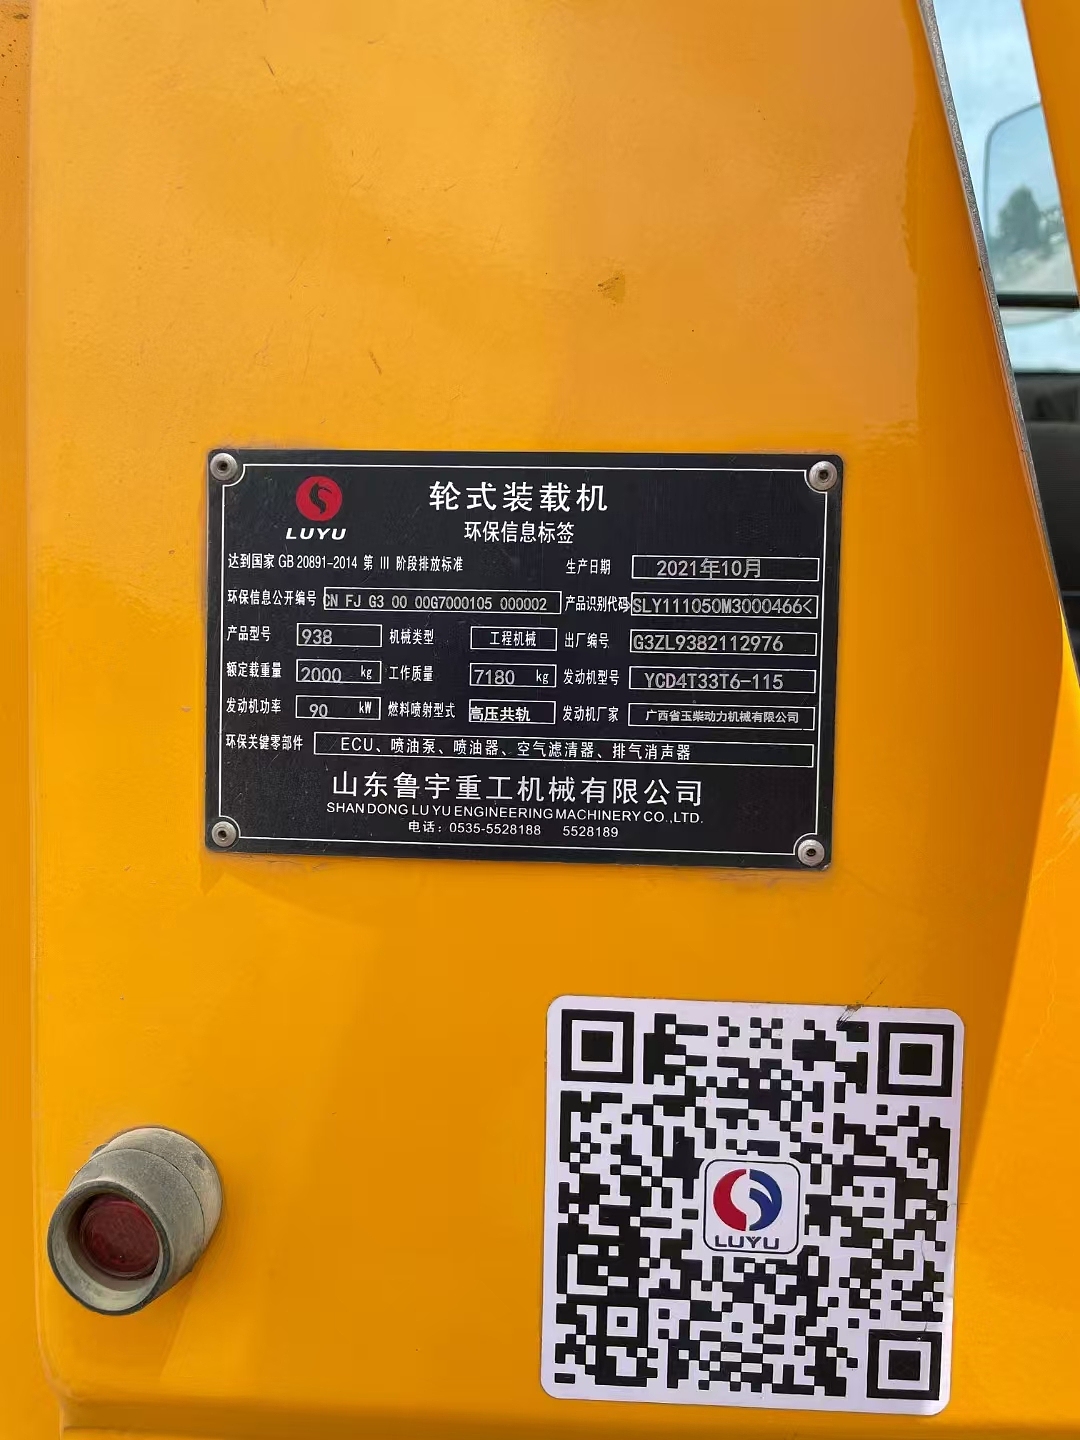 LUYU
轮式装载机
环保信息标签
达到国家 GB 20891-2014 第 III 阶段排放标准 生产日期 2021年10月
环保信息公开编号 CN FJ G3 00 00G7000105 000002 产品识别代码 SLY111050M3000466<
产品型号 938 机械类型 工程机械 出厂编号 G3ZL9382112976
额定载重量 2000 kg 工作质量 7180 kg 发动机型号 YCD4T33T6-115
发动机功率 90 kW 燃料喷射型式 高压共轨 发动机厂家 广西省玉柴动力机械有限公司
环保关键零部件 ECU、喷油泵、喷油器、空气滤清器、排气消声器
山东鲁宇重工机械有限公司
SHAN DONG LU YU ENGINEERING MACHINERY CO.,LTD.
电话：0535-5528188 5528189
LUYU